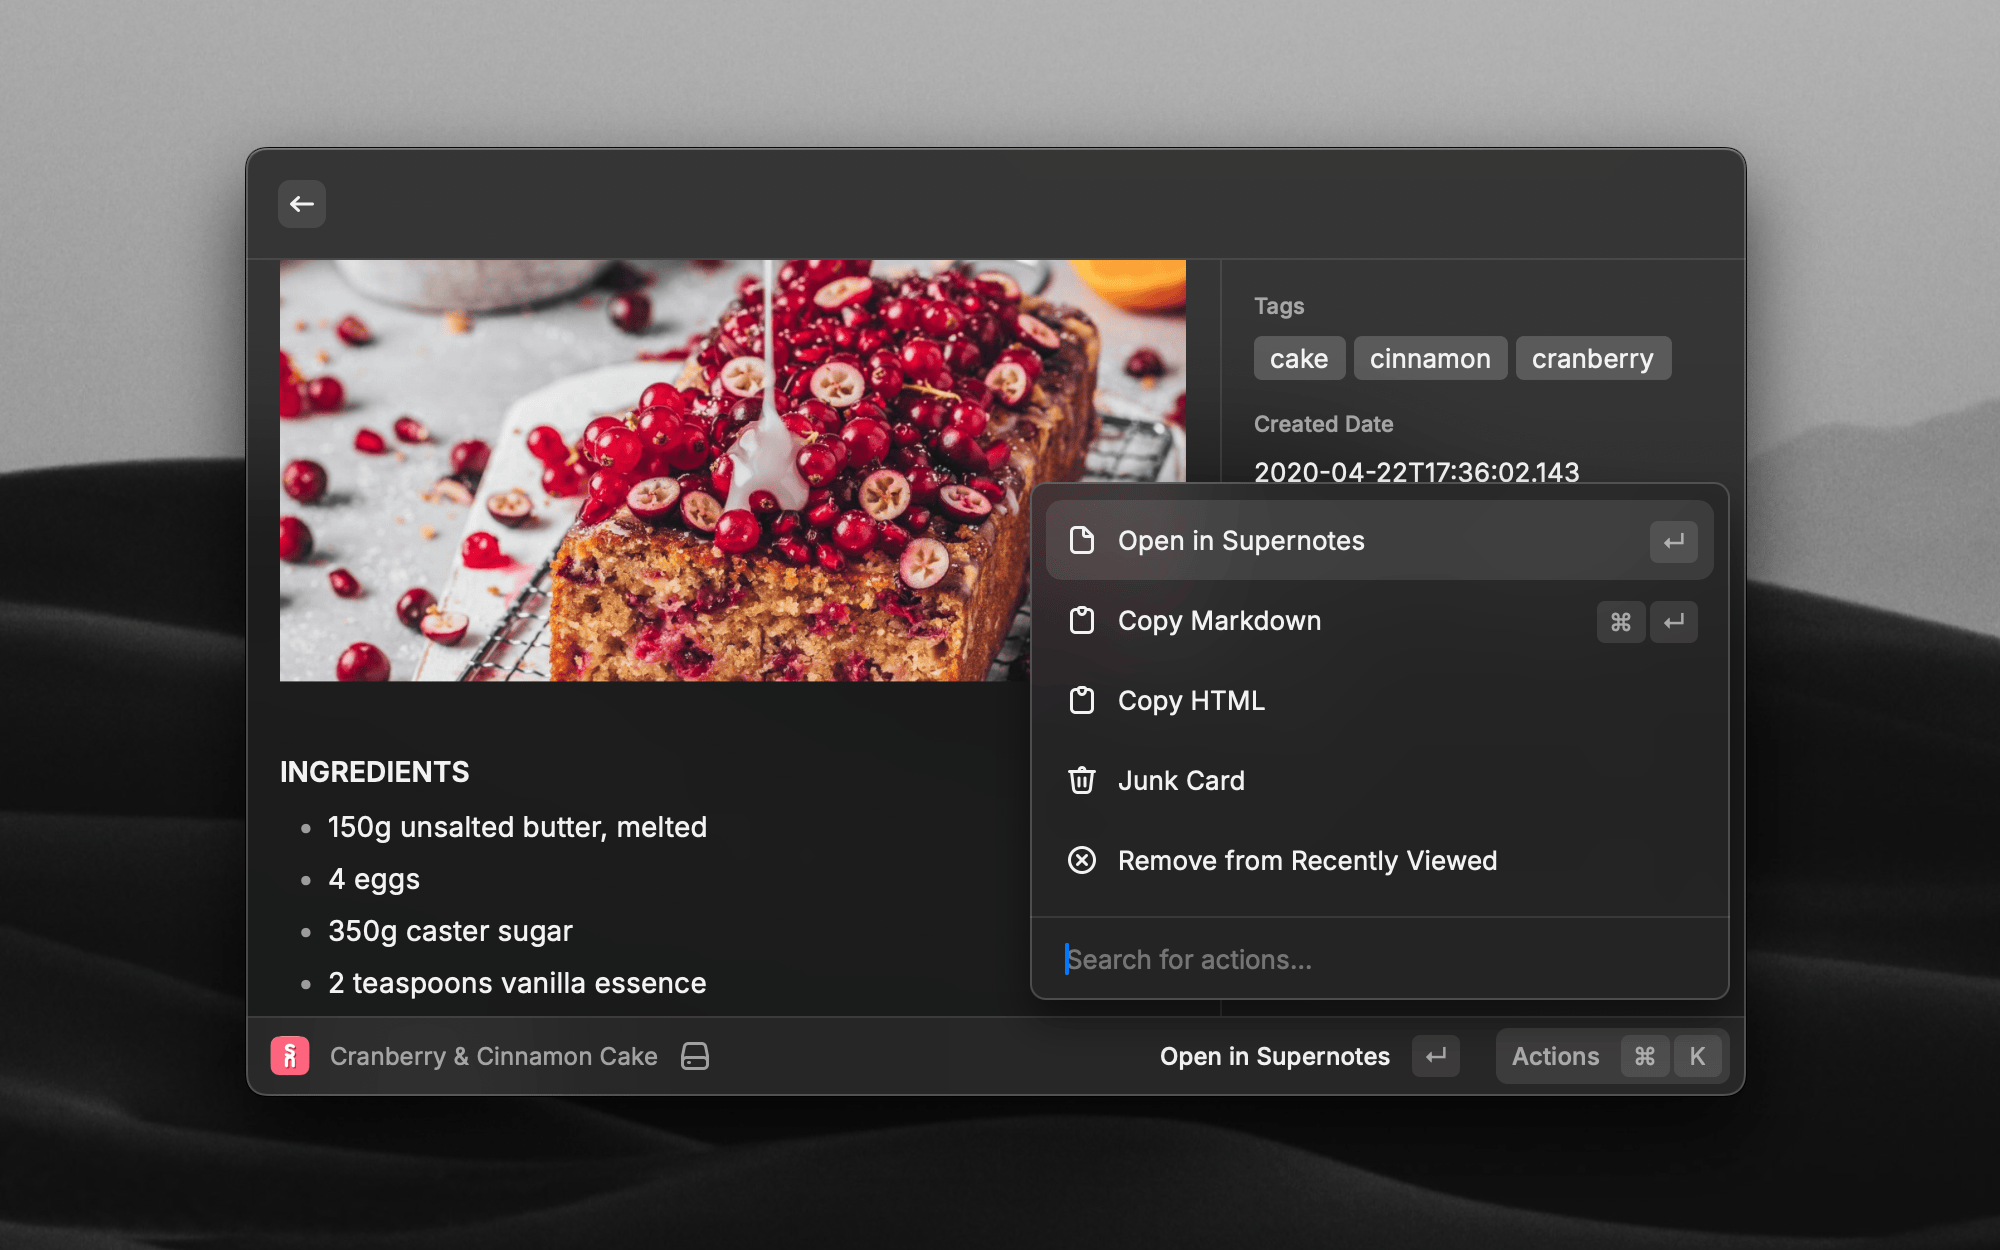 Tags
cake cinnamon cranberry
Created Date
2020-04-22T17:36:02.143
Open in Supernotes ↵
Copy Markdown ⌘ ↵
Copy HTML
Junk Card
Remove from Recently Viewed
Search for actions...
INGREDIENTS
• 150g unsalted butter, melted
• 4 eggs
• 350g caster sugar
• 2 teaspoons vanilla essence
Cranberry & Cinnamon Cake
Open in Supernotes ↵
Actions ⌘ K